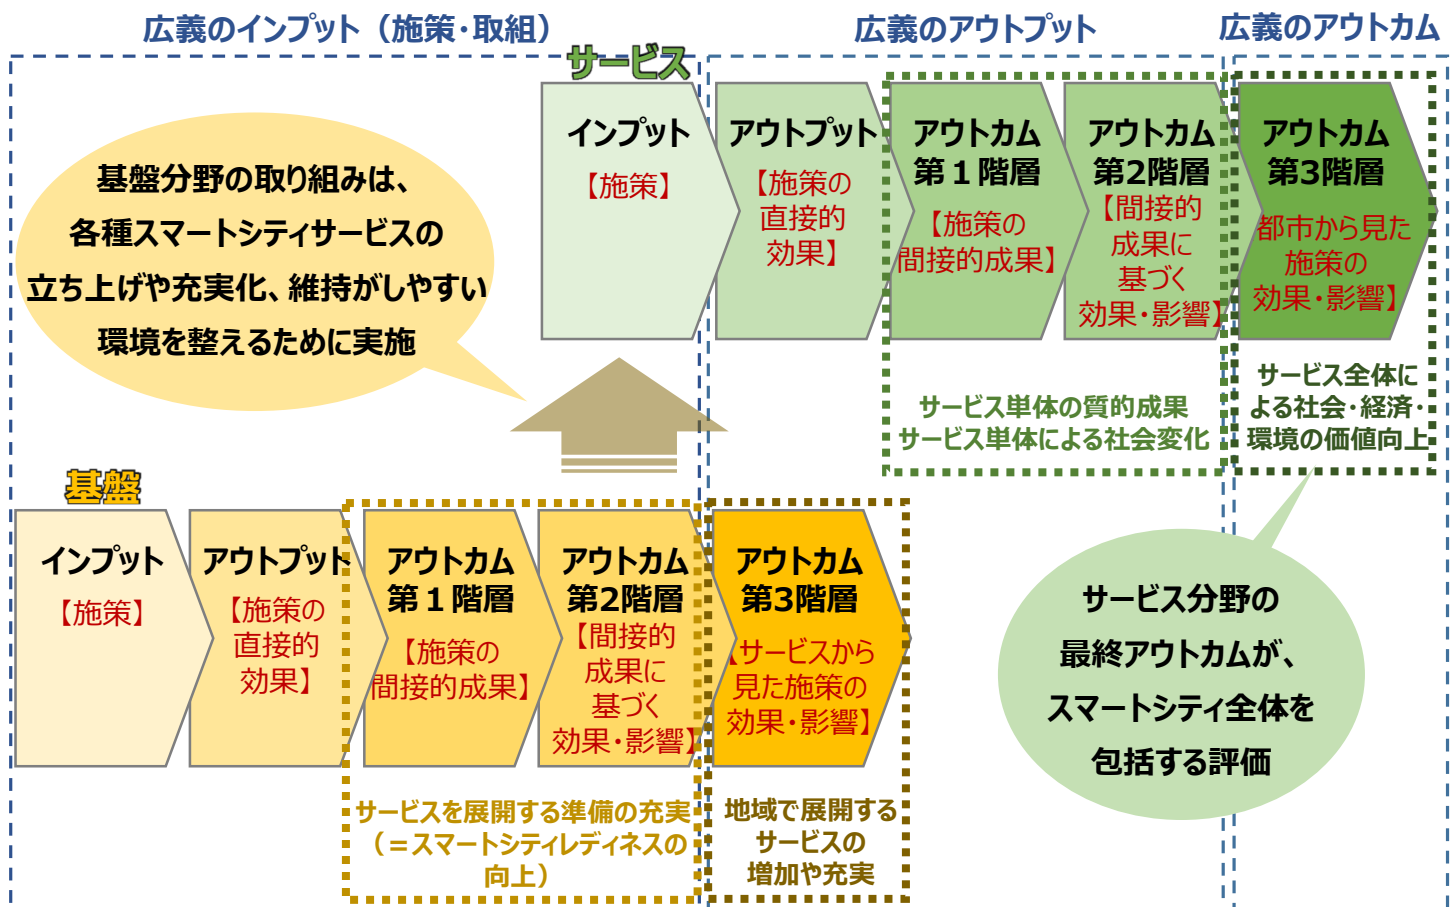 広義のインプット（施策・取組）
広義のアウトプット
広義のアウトカム
サービス
インプット
【施策】
アウトプット
【施策の
直接的
効果】
アウトカム
第１階層
【施策の
間接的成果】
アウトカム
第2階層
【間接的
成果に
基づく
効果・影響】
アウトカム
第3階層
都市から見た
施策の
効果・影響】
基盤分野の取り組みは、
各種スマートシティサービスの
立ち上げや充実化、維持がしやすい
環境を整えるために実施
サービス単体の質的成果
サービス単体による社会変化
サービス全体に
よる社会・経済・
環境の価値向上
基盤
インプット
【施策】
アウトプット
【施策の
直接的
効果】
アウトカム
第１階層
【施策の
間接的成果】
アウトカム
第2階層
【間接的
成果に
基づく
効果・影響】
アウトカム
第3階層
【サービスから
見た施策の
効果・影響】
サービスを展開する準備の充実
（＝スマートシティレディネスの
向上）
地域で展開する
サービスの
増加や充実
サービス分野の
最終アウトカムが、
スマートシティ全体を
包括する評価